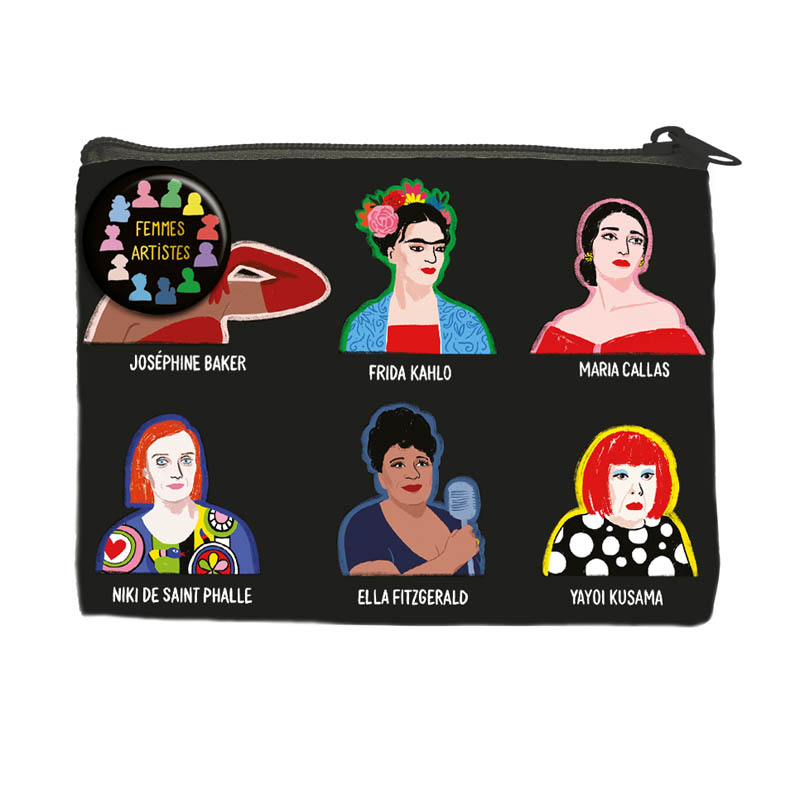 FEMMES
ARTISTES
JOSÉPHINE BAKER
FRIDA KAHLO
MARIA CALLAS
NIKI DE SAINT PHALLE
ELLA FITZGERALD
YAYOI KUSAMA